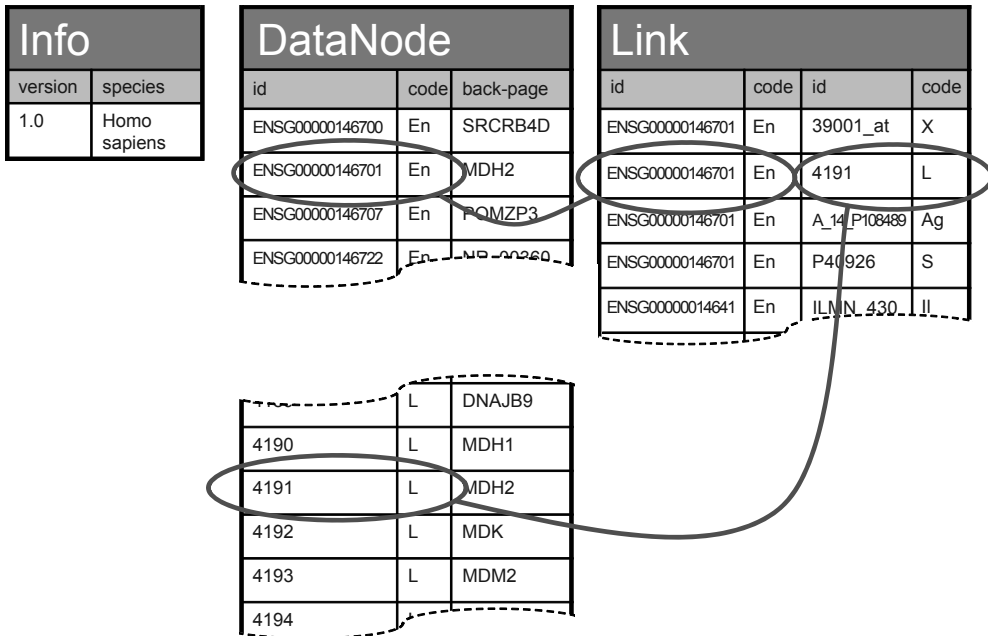 Info
version species
1.0 Homo
sapiens
DataNode
id code back-page
ENSG00000146700 En SRCRB4D
ENSG00000146701 En MDH2
ENSG00000146707 En POMZP3
ENSG00000146722 En
Link
id code id code
ENSG00000146701 En 39001_at X
ENSG00000146701 En 4191 L
ENSG00000146701 En A_14_P108489 Ag
ENSG00000146701 En P40926 S
ENSG00000014641 En ILMN_430 Il
L DNAJB9
4190 L MDH1
4191 L MDH2
4192 L MDK
4193 L MDM2
4194